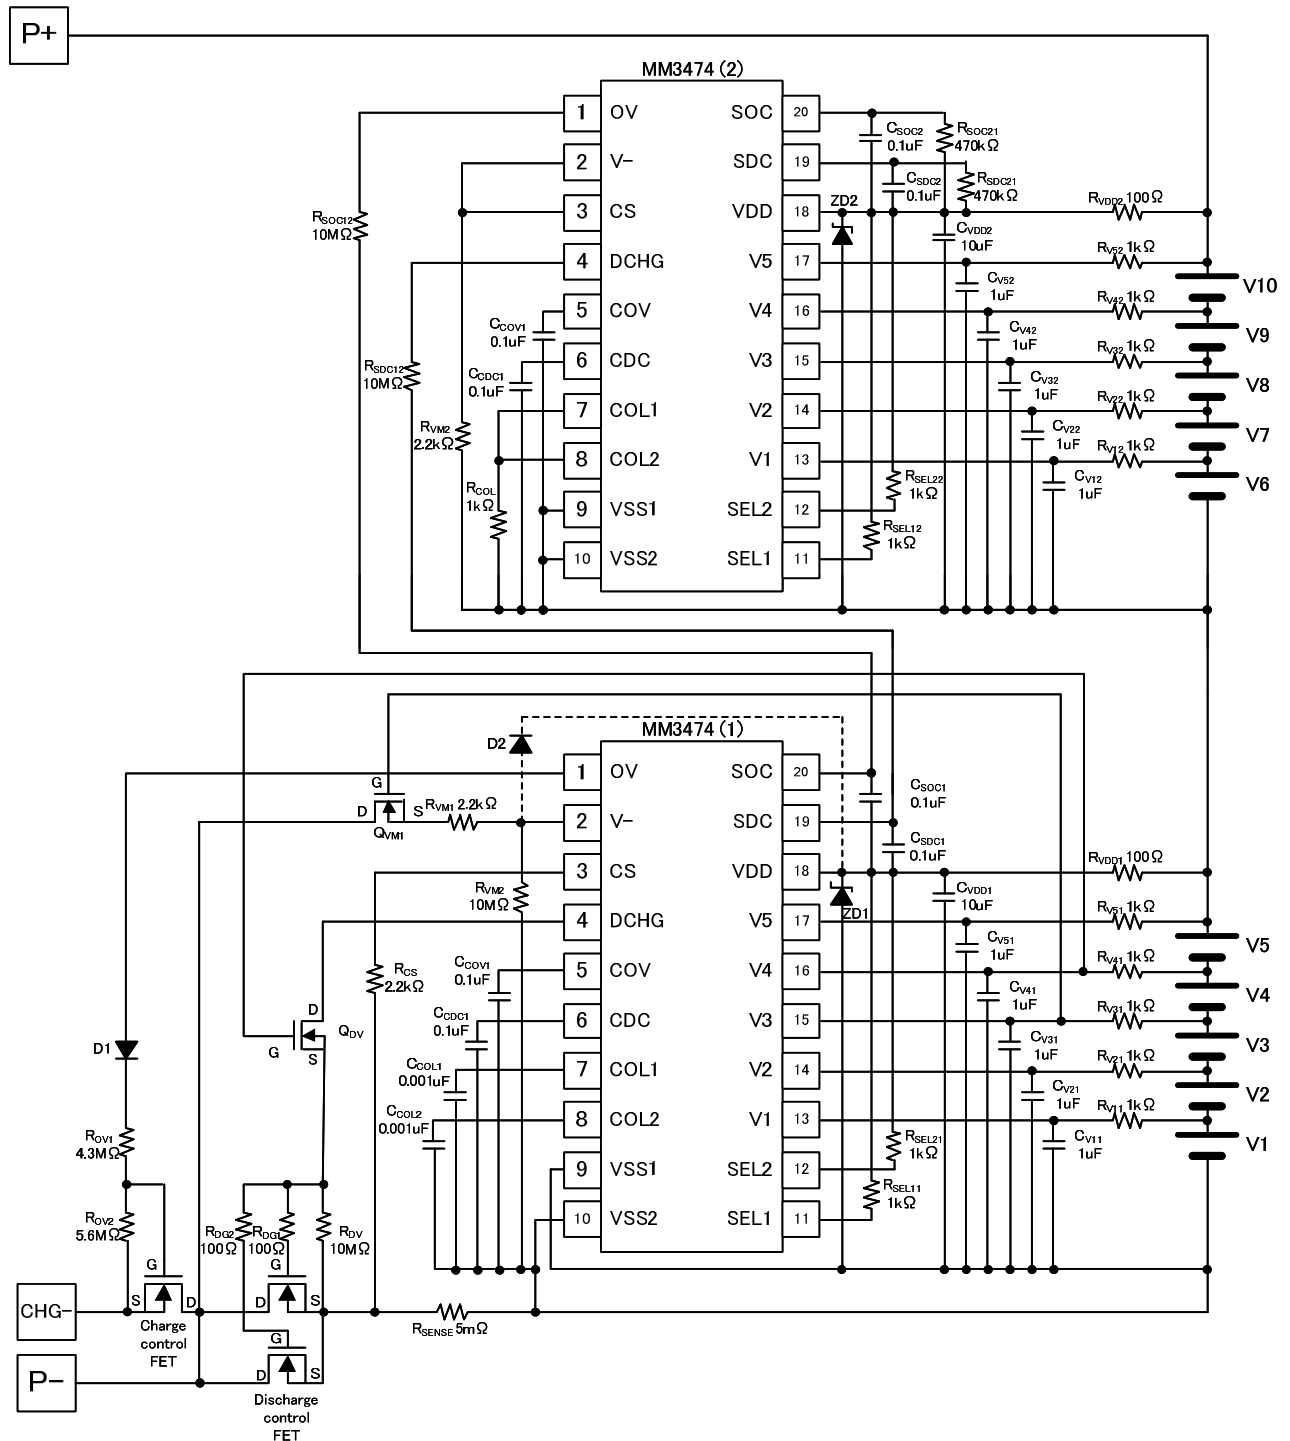 P+
MM3474(2)
1 OV
2 V-
3 CS
4 DCHG
5 COV
6 CDC
7 COL1
8 COL2
9 VSS1
10 VSS2
SOC 20
SDC 19
VDD 18
V5 17
V4 16
V3 15
V2 14
V1 13
SEL2 12
SEL1 11
RSOC12
10MΩ
RSDC12
10MΩ
CCOV1
0.1uF
CCDC1
0.1uF
RVM2
2.2kΩ
RCOL
1kΩ
CSOC2
0.1uF
RSOC21
470kΩ
CSDC2
0.1uF
RSDC21
470kΩ
ZD2
CVDD2
10uF
CV52
1uF
CV42
1uF
CV32
1uF
CV22
1uF
CV12
1uF
RSEL22
1kΩ
RSEL12
1kΩ
RVDD2 100Ω
RV52 1kΩ
RV42 1kΩ
RV32 1kΩ
RV22 1kΩ
RV12 1kΩ
V10
V9
V8
V7
V6
MM3474(1)
1 OV
2 V-
3 CS
4 DCHG
5 COV
6 CDC
7 COL1
8 COL2
9 VSS1
10 VSS2
SOC 20
SDC 19
VDD 18
V5 17
V4 16
V3 15
V2 14
V1 13
SEL2 12
SEL1 11
D2
G
D
S
QVM1
RVM1 2.2kΩ
RVM2
10MΩ
RCS
2.2kΩ
CCOV1
0.1uF
CCDC1
0.1uF
CCOL1
0.001uF
CCOL2
0.001uF
D
G
S
QDV
D1
ROV1
4.3MΩ
ROV2
5.6MΩ
RDG2
100Ω
RDG1
100Ω
RDV
10MΩ
CSOC1
0.1uF
CSDC1
0.1uF
ZD1
CVDD1
10uF
CV51
1uF
CV41
1uF
CV31
1uF
CV21
1uF
CV11
1uF
RSEL21
1kΩ
RSEL11
1kΩ
RVDD1 100Ω
RV51 1kΩ
RV41 1kΩ
RV31 1kΩ
RV21 1kΩ
RV11 1kΩ
V5
V4
V3
V2
V1
CHG-
G
S
D
Charge
control
FET
G
D
S
RSENSE 5mΩ
P-
G
D
S
Discharge
control
FET